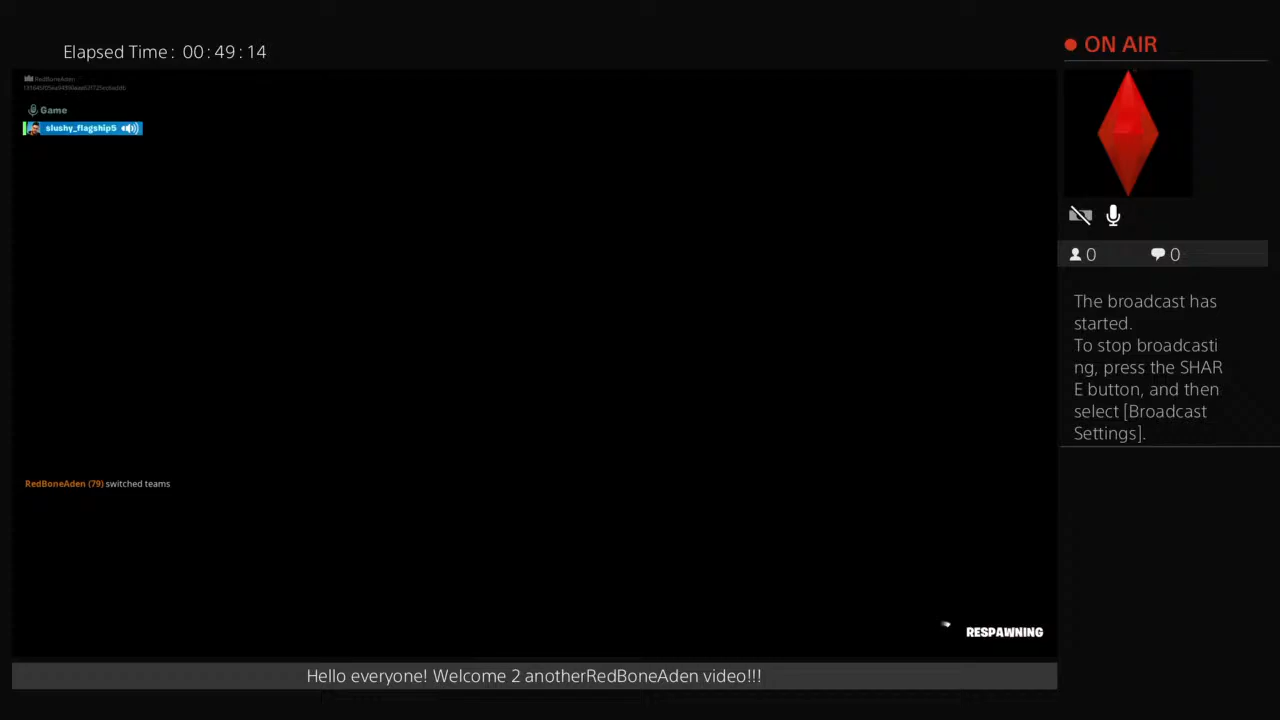 Elapsed Time: 00:49:14
ON AIR
RedBoneAden
Game
slushy_flagship5
0 0
The broadcast has
started.
To stop broadcasti
ng, press the SHAR
E button, and then
select [Broadcast
Settings].
RedBoneAden (79) switched teams
RESPAWNING
Hello everyone! Welcome 2 anotherRedBoneAden video!!!